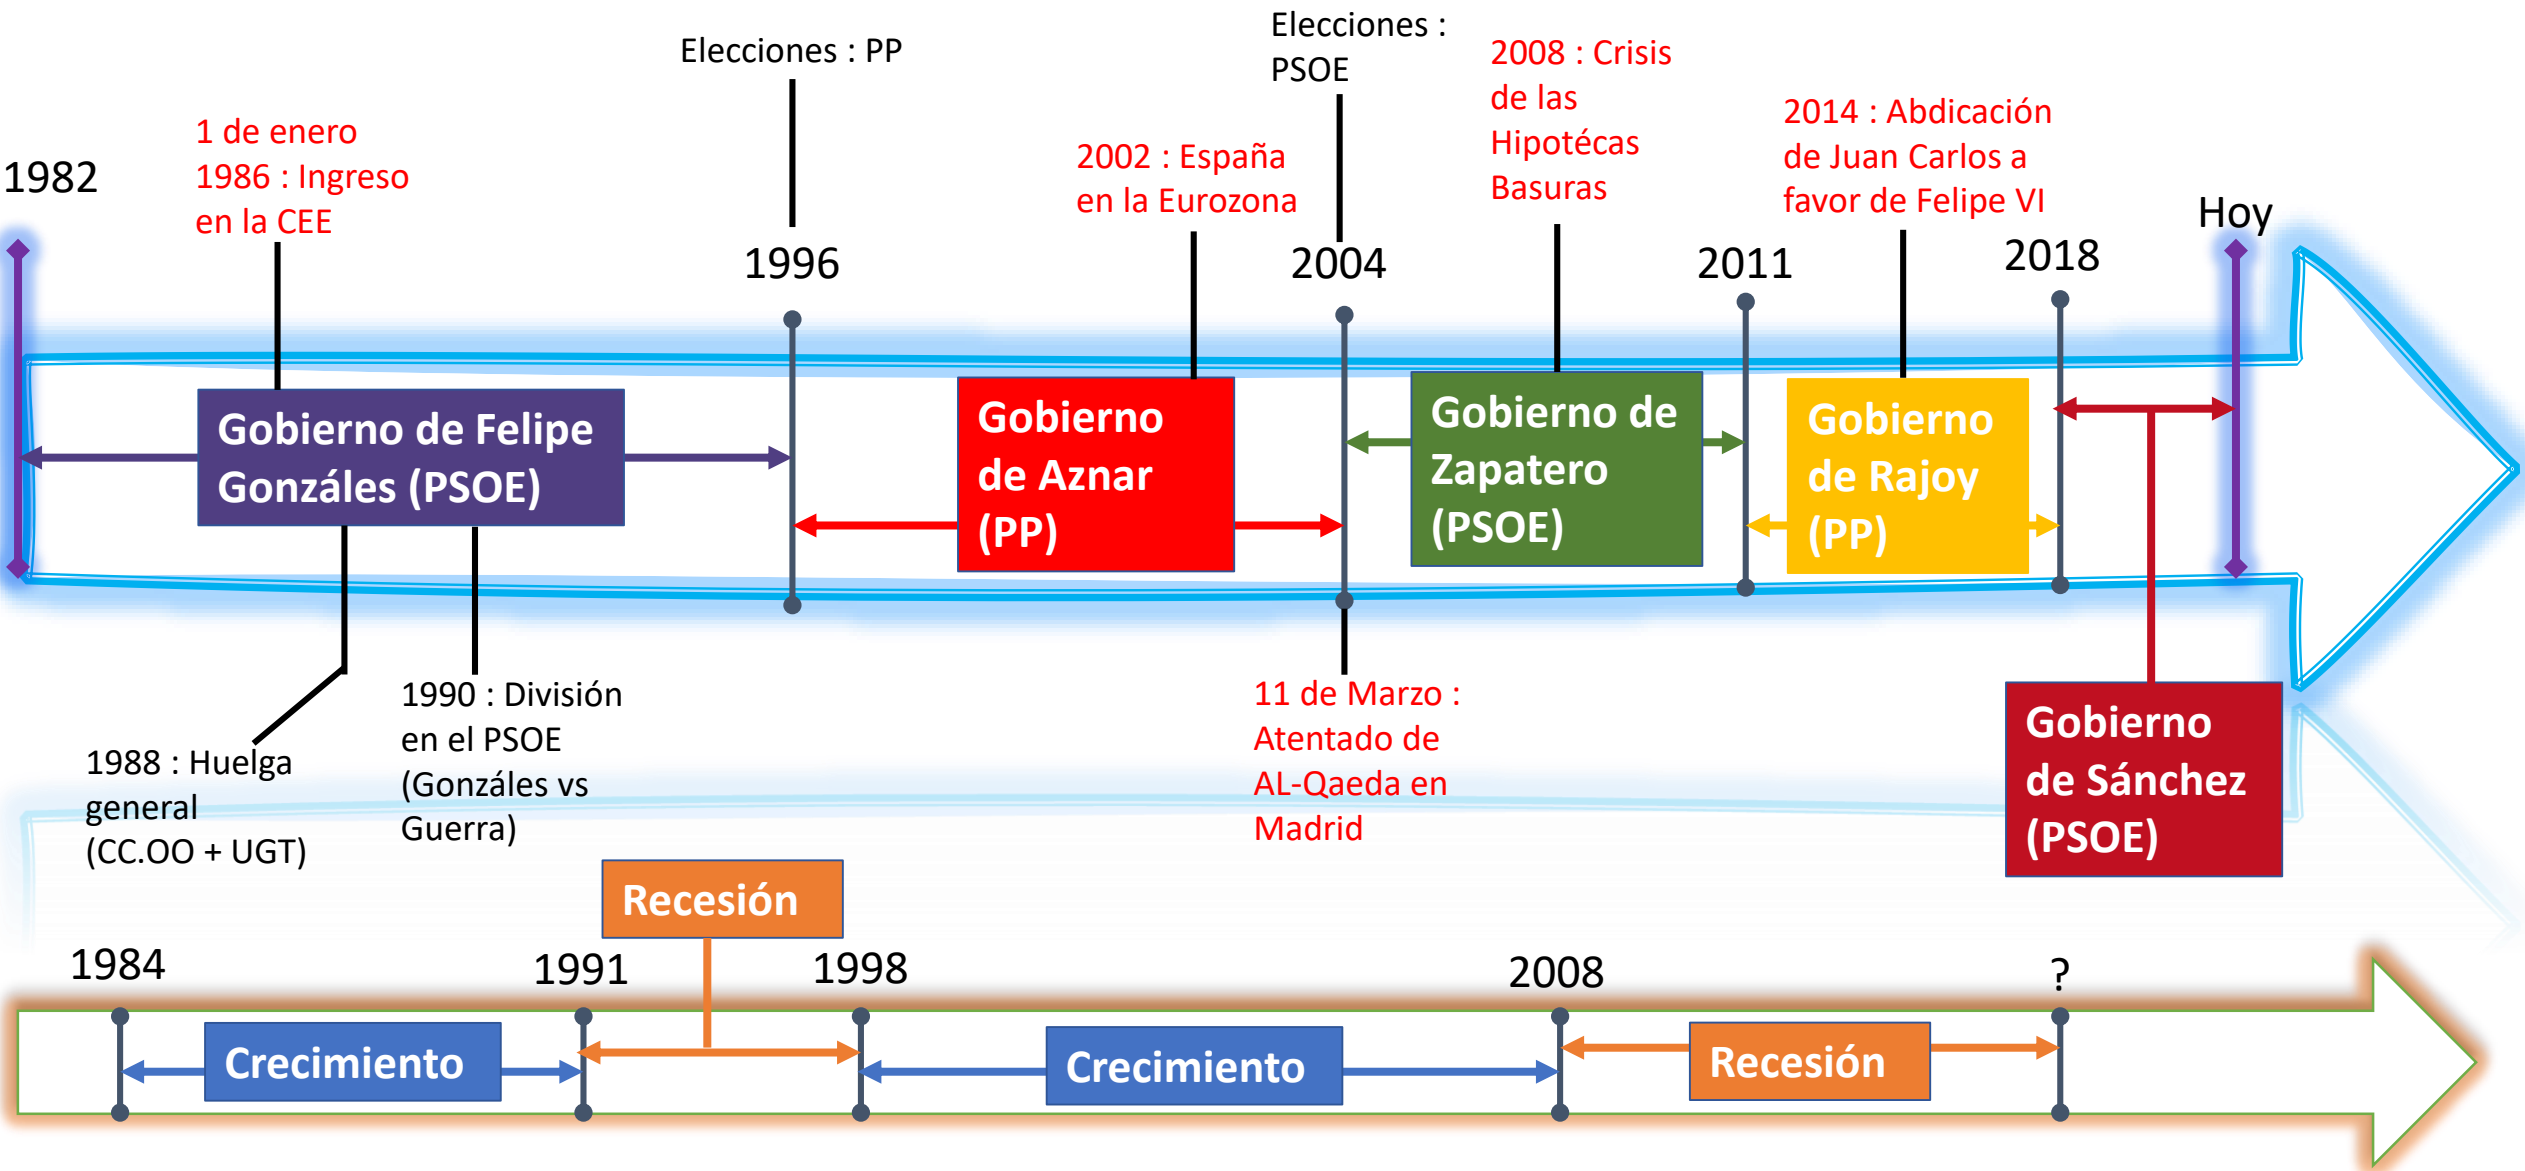 Elecciones : PP
Elecciones :
PSOE
2008 : Crisis
de las
Hipotécas
Basuras
1 de enero
1986 : Ingreso
en la CEE
2002 : España
en la Eurozona
2014 : Abdicación
de Juan Carlos a
favor de Felipe VI
1982
1996
2004
2011
2018
Hoy
Gobierno de Felipe
Gonzáles (PSOE)
Gobierno
de Aznar
(PP)
Gobierno de
Zapatero
(PSOE)
Gobierno
de Rajoy
(PP)
1988 : Huelga
general
(CC.OO + UGT)
1990 : División
en el PSOE
(Gonzáles vs
Guerra)
11 de Marzo :
Atentado de
AL-Qaeda en
Madrid
Gobierno
de Sánchez
(PSOE)
Recesión
1984
1991
1998
2008
?
Crecimiento
Crecimiento
Recesión